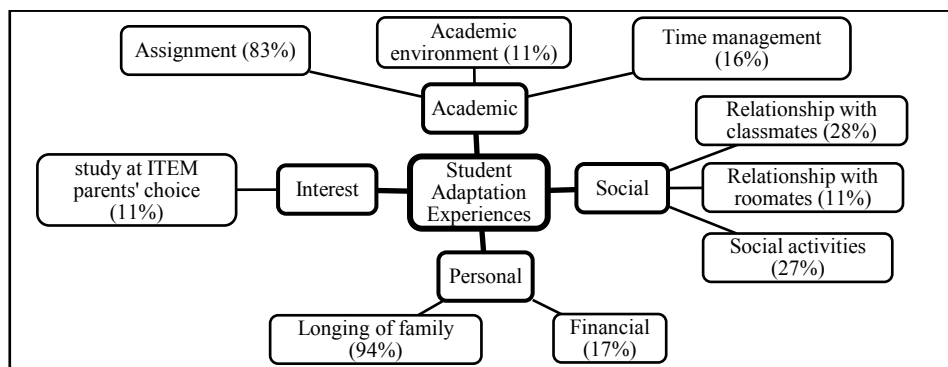 Assignment (83%)
Academic
environment (11%)
Time management
(16%)
Academic
Relationship with
classmates (28%)
study at ITEM
parents' choice
(11%)
Interest
Student
Adaptation
Experiences
Social
Relationship with
roomates (11%)
Social activities
(27%)
Personal
Longing of family
(94%)
Financial
(17%)